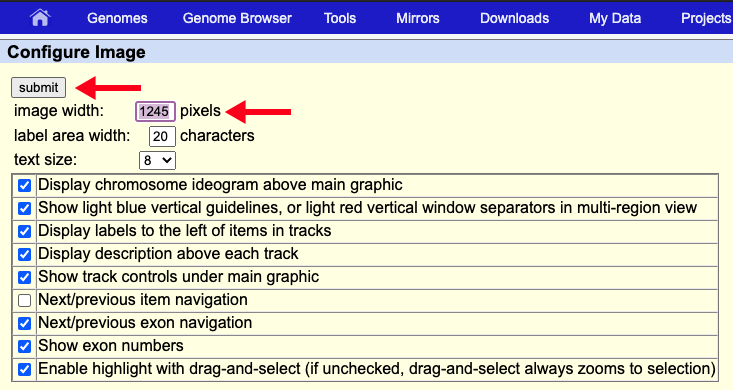 Genomes Genome Browser Tools Mirrors Downloads My Data Projects
Configure Image
submit
image width: 1245 pixels
label area width: 20 characters
text size: 8
Display chromosome ideogram above main graphic
Show light blue vertical guidelines, or light red vertical window separators in multi-region view
Display labels to the left of items in tracks
Display description above each track
Show track controls under main graphic
Next/previous item navigation
Next/previous exon navigation
Show exon numbers
Enable highlight with drag-and-select (if unchecked, drag-and-select always zooms to selection)